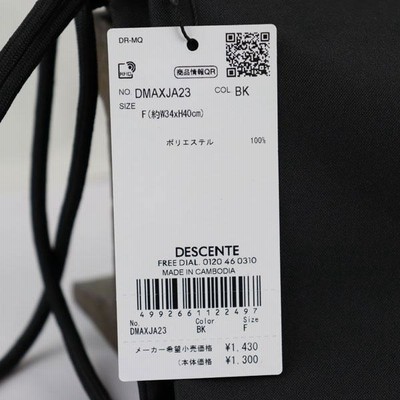 DR-MQ
RFID
商品情報QR
NO. DMAXJA23 COL BK
SIZE
F(約W34xH40cm)
ポリエステル 100%
DESCENTE
FREE DIAL. 0120 46 0310
MADE IN CAMBODIA
4992661122497
No. Color Size
DMAXJA23 BK F
メーカー希望小売価格 ¥1,430
(本体価格 ¥1,300